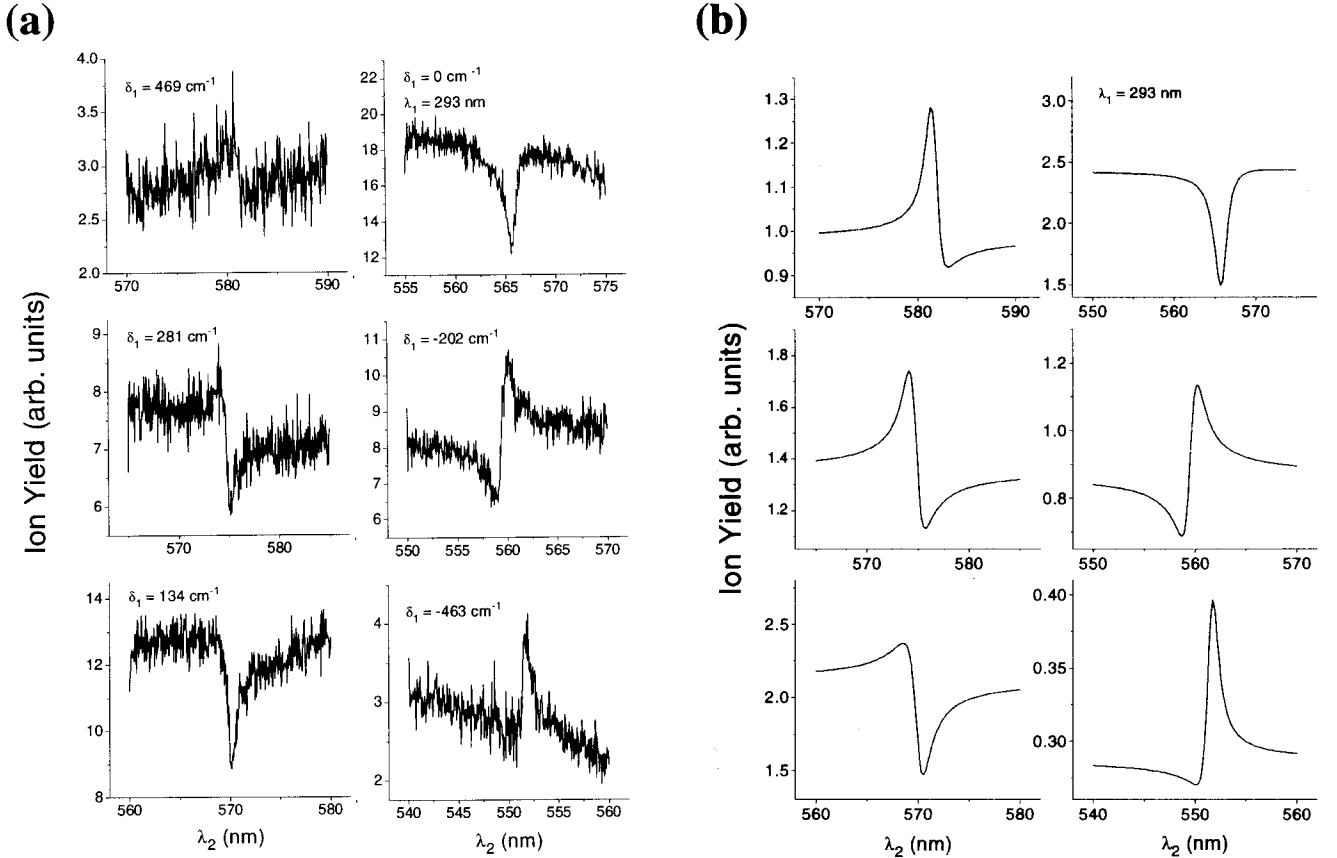 (a)
(b)
δ₁ = 469 cm⁻¹
4.0
3.5
3.0
2.5
2.0
570 580 590
δ₁ = 0 cm⁻¹
λ₁ = 293 nm
22
20
18
16
14
12
555 560 565 570 575
δ₁ = 281 cm⁻¹
9
8
7
6
570 580
δ₁ = -202 cm⁻¹
11
10
9
8
7
6
550 555 560 565 570
δ₁ = 134 cm⁻¹
14
12
10
8
560 570 580
δ₁ = -463 cm⁻¹
4
3
2
540 545 550 555 560
Ion Yield (arb. units)
λ₂ (nm)
λ₂ (nm)
1.3
1.2
1.1
1.0
0.9
570 580 590
λ₁ = 293 nm
3.0
2.5
2.0
1.5
550 560 570
1.8
1.6
1.4
1.2
570 580
1.2
1.0
0.8
550 560 570
2.5
2.0
1.5
560 570 580
0.40
0.35
0.30
540 550 560
Ion Yield (arb. units)
λ₂ (nm)
λ₂ (nm)